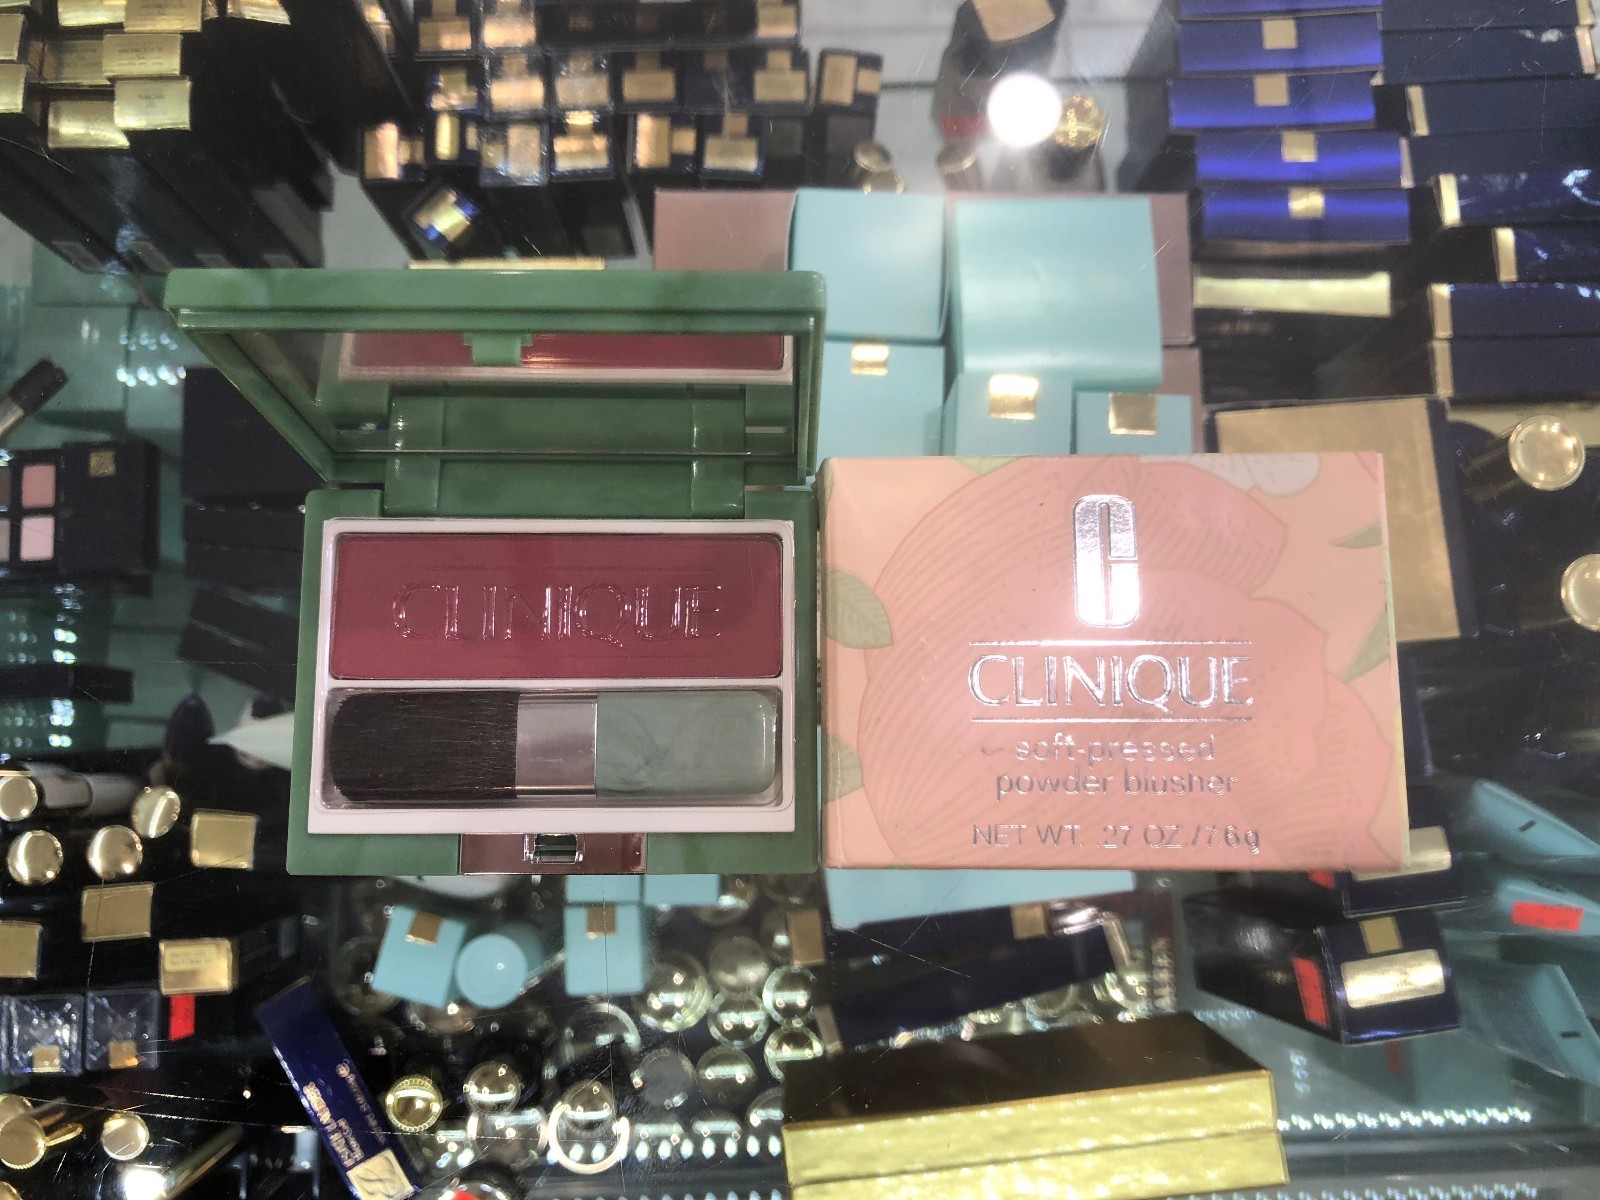 CLINIQUE
C
CLINIQUE
soft-pressed
powder blusher
NET WT. .27 OZ./7.6g